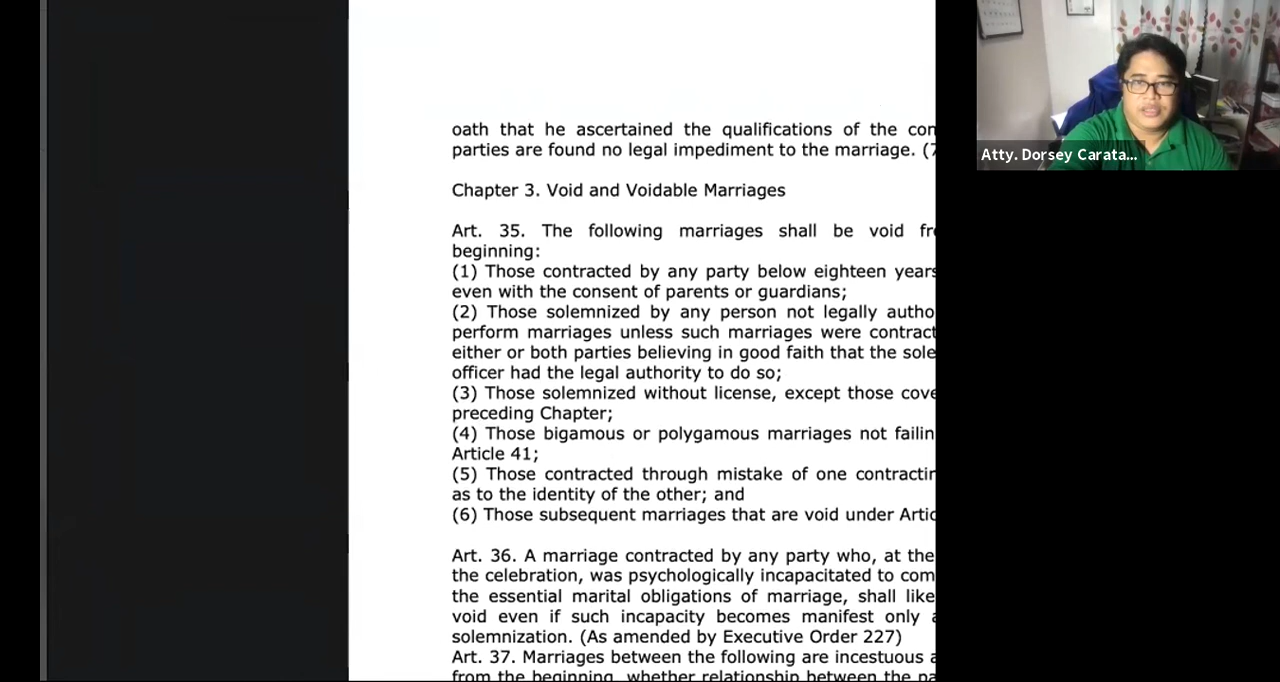 oath that he ascertained the qualifications of the con
parties are found no legal impediment to the marriage. (7
Chapter 3. Void and Voidable Marriages
Art. 35. The following marriages shall be void fr
beginning:
(1) Those contracted by any party below eighteen years
even with the consent of parents or guardians;
(2) Those solemnized by any person not legally autho
perform marriages unless such marriages were contract
either or both parties believing in good faith that the sole
officer had the legal authority to do so;
(3) Those solemnized without license, except those cove
preceding Chapter;
(4) Those bigamous or polygamous marriages not failin
Article 41;
(5) Those contracted through mistake of one contractin
as to the identity of the other; and
(6) Those subsequent marriages that are void under Artic
Art. 36. A marriage contracted by any party who, at the
the celebration, was psychologically incapacitated to com
the essential marital obligations of marriage, shall like
void even if such incapacity becomes manifest only a
solemnization. (As amended by Executive Order 227)
Art. 37. Marriages between the following are incestuous a
from the beginning, whether relationship between the pa
Atty. Dorsey Carata...